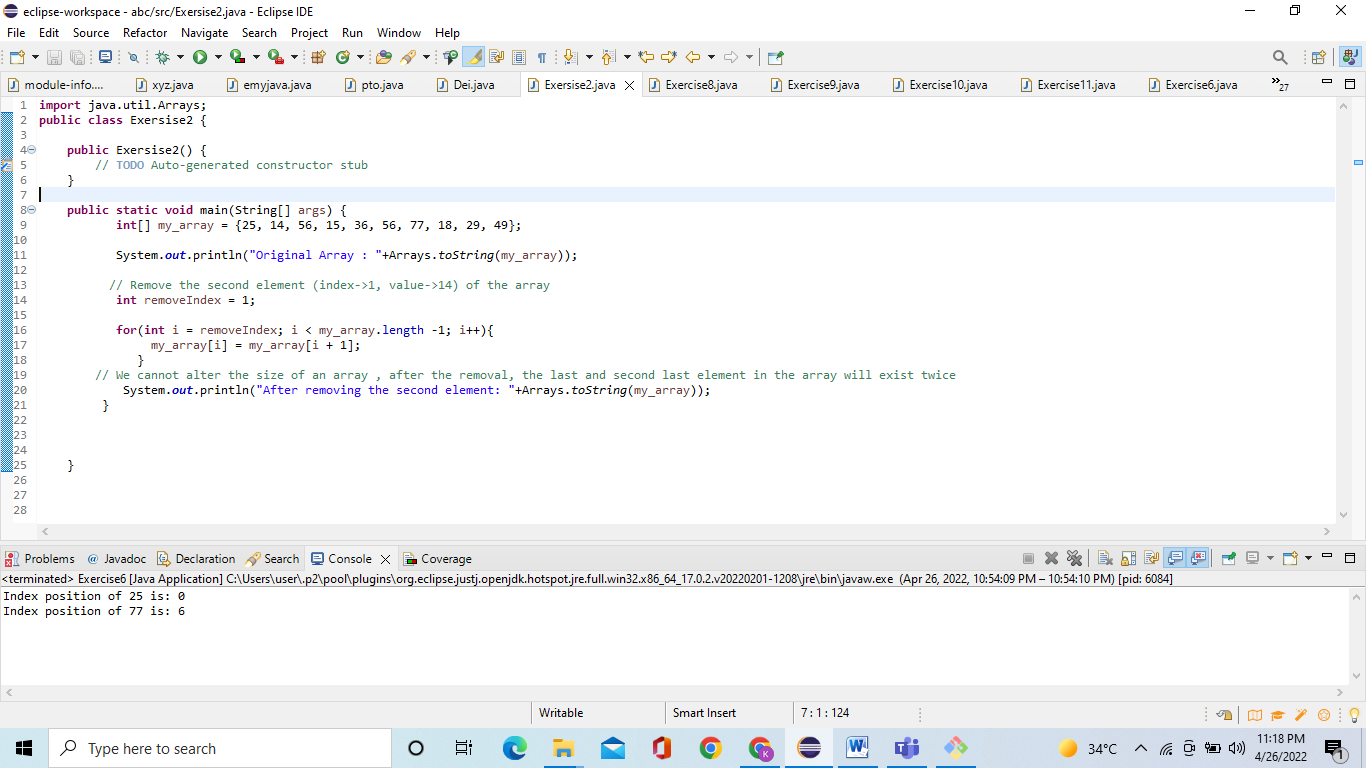 eclipse-workspace - abc/src/Exersise2.java - Eclipse IDE
File Edit Source Refactor Navigate Search Project Run Window Help
module-info.... xyz.java emyjava.java pto.java Dei.java Exersise2.java Exercise8.java Exercise9.java Exercise10.java Exercise11.java Exercise6.java »27
1 import java.util.Arrays;
2 public class Exersise2 {
3
4 public Exersise2() {
5 // TODO Auto-generated constructor stub
6 }
7
8 public static void main(String[] args) {
9 int[] my_array = {25, 14, 56, 15, 36, 56, 77, 18, 29, 49};
10
11 System.out.println("Original Array : "+Arrays.toString(my_array));
12
13 // Remove the second element (index->1, value->14) of the array
14 int removeIndex = 1;
15
16 for(int i = removeIndex; i < my_array.length -1; i++){
17 my_array[i] = my_array[i + 1];
18 }
19 // We cannot alter the size of an array , after the removal, the last and second last element in the array will exist twice
20 System.out.println("After removing the second element: "+Arrays.toString(my_array));
21 }
22
23
24
25 }
26
27
28
Problems @ Javadoc Declaration Search Console Coverage
<terminated> Exercise6 [Java Application] C:\Users\user\.p2\pool\plugins\org.eclipse.justj.openjdk.hotspot.jre.full.win32.x86_64_17.0.2.v20220201-1208\jre\bin\javaw.exe (Apr 26, 2022, 10:54:09 PM – 10:54:10 PM) [pid: 6084]
Index position of 25 is: 0
Index position of 77 is: 6
Writable Smart Insert 7 : 1 : 124
Type here to search
34°C
11:18 PM
4/26/2022
1